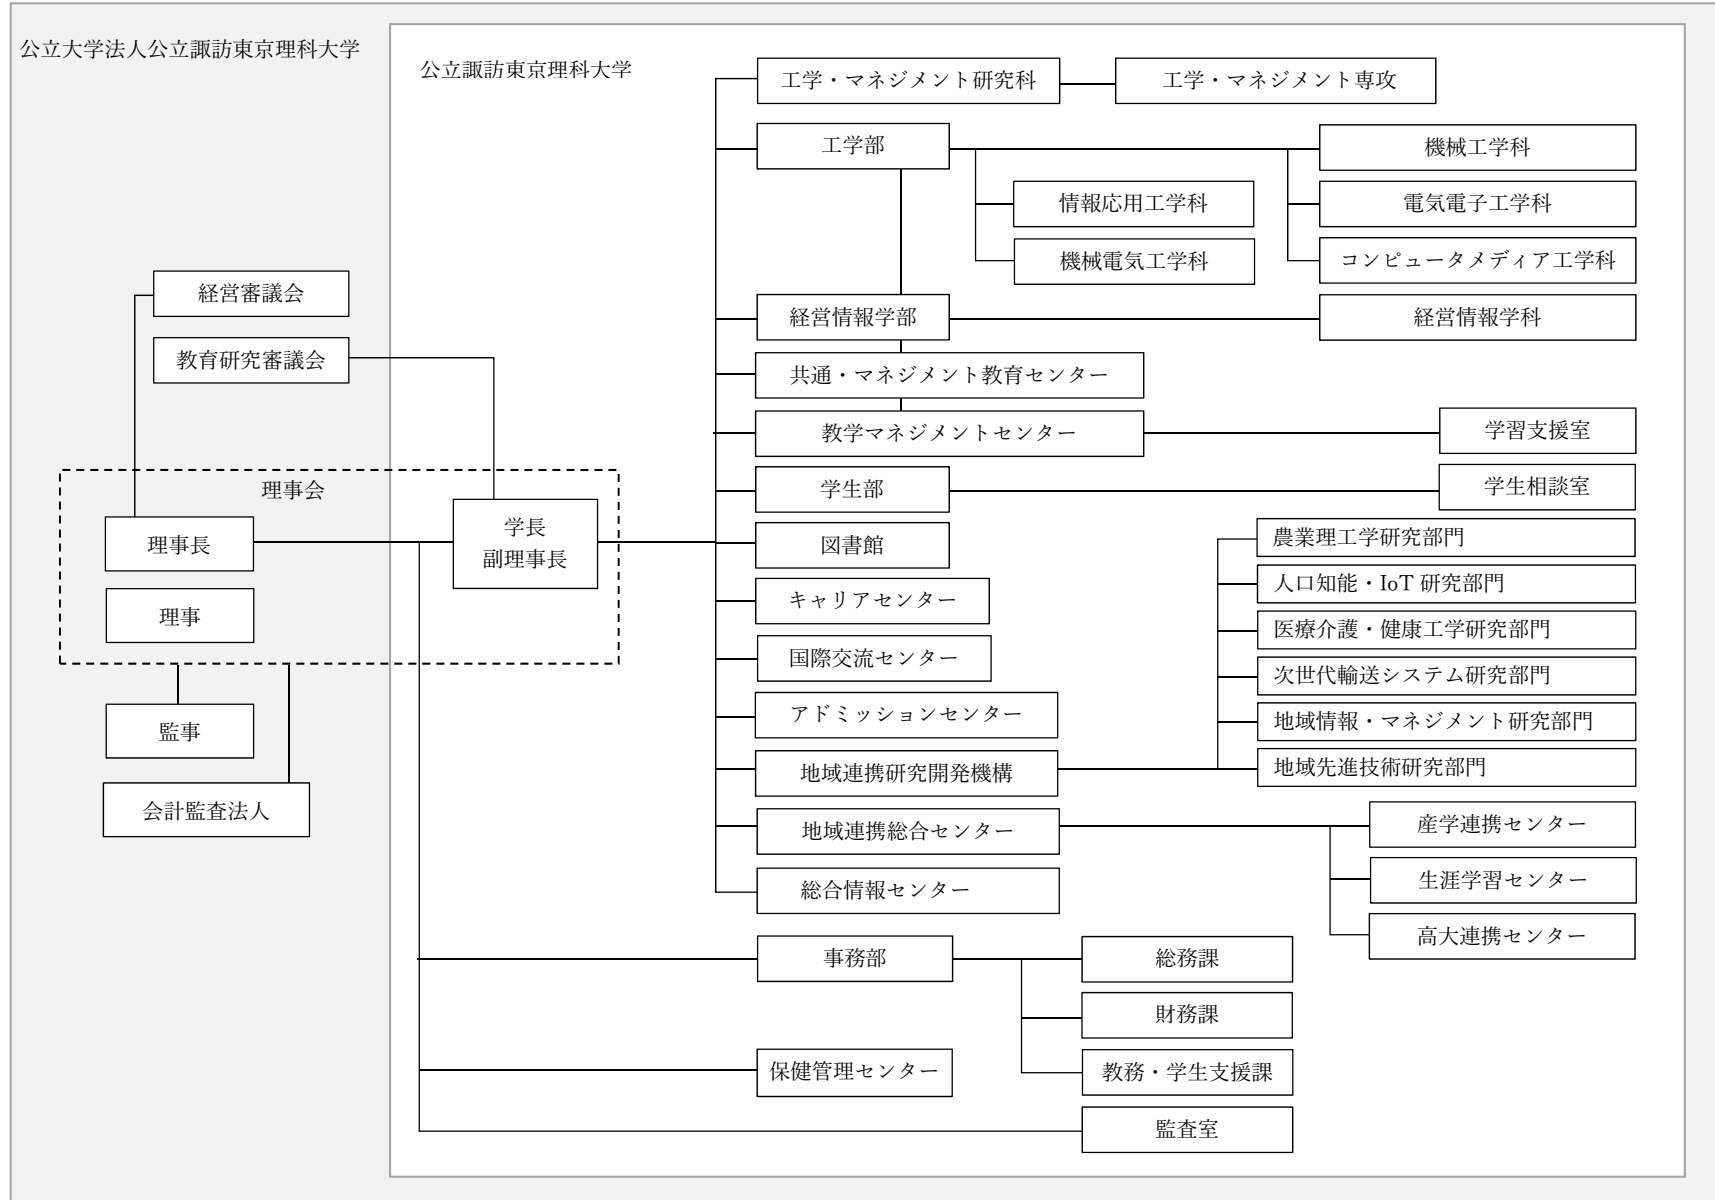 公立大学法人公立諏訪東京理科大学
公立諏訪東京理科大学
経営審議会
教育研究審議会
理事会
理事長
理事
学長
副理事長
監事
会計監査法人
工学・マネジメント研究科
工学・マネジメント専攻
工学部
機械工学科
情報応用工学科
電気電子工学科
機械電気工学科
コンピュータメディア工学科
経営情報学部
経営情報学科
共通・マネジメント教育センター
教学マネジメントセンター
学習支援室
学生部
学生相談室
図書館
キャリアセンター
国際交流センター
アドミッションセンター
地域連携研究開発機構
農業理工学研究部門
人口知能・IoT 研究部門
医療介護・健康工学研究部門
次世代輸送システム研究部門
地域情報・マネジメント研究部門
地域先進技術研究部門
地域連携総合センター
産学連携センター
生涯学習センター
高大連携センター
総合情報センター
事務部
総務課
財務課
教務・学生支援課
保健管理センター
監査室